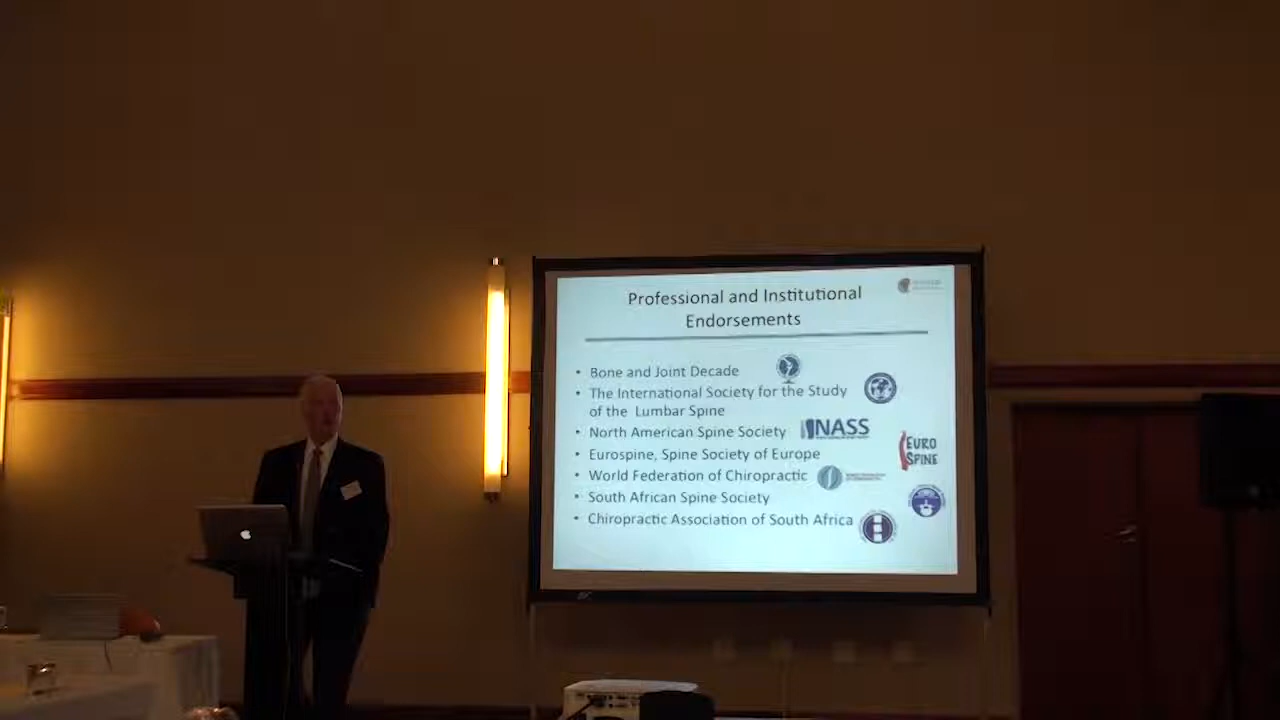 Professional and Institutional
Endorsements
• Bone and Joint Decade
• The International Society for the Study
of the Lumbar Spine
• North American Spine Society
NASS
• Eurospine, Spine Society of Europe
EURO
SPINE
• World Federation of Chiropractic
• South African Spine Society
• Chiropractic Association of South Africa